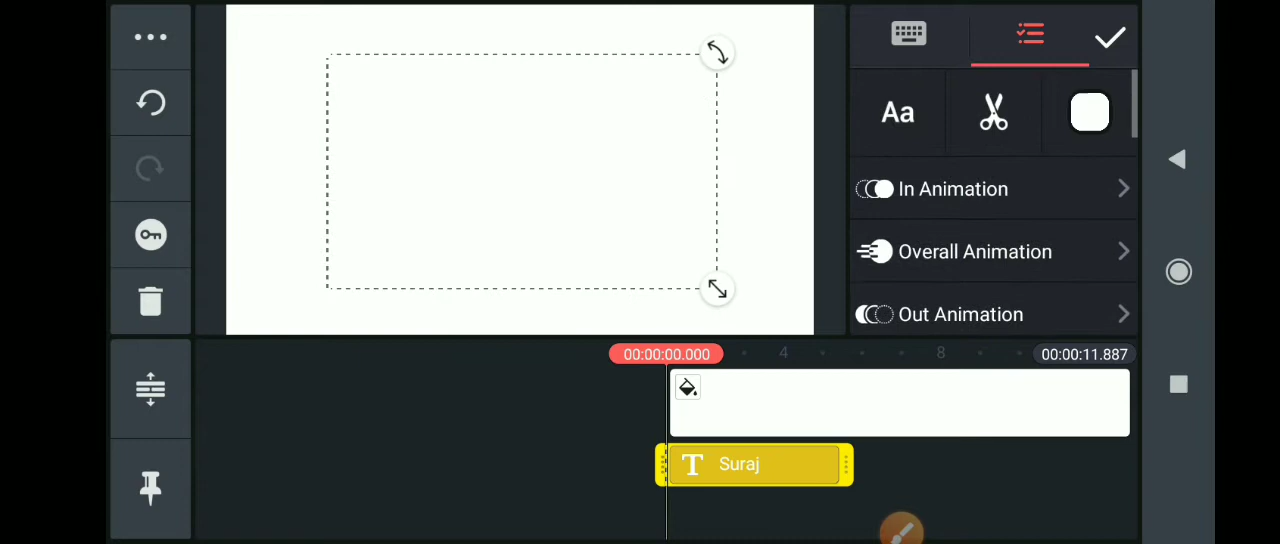 Aa
In Animation
Overall Animation
Out Animation
00:00:00.000
4
8
00:00:11.887
T Suraj